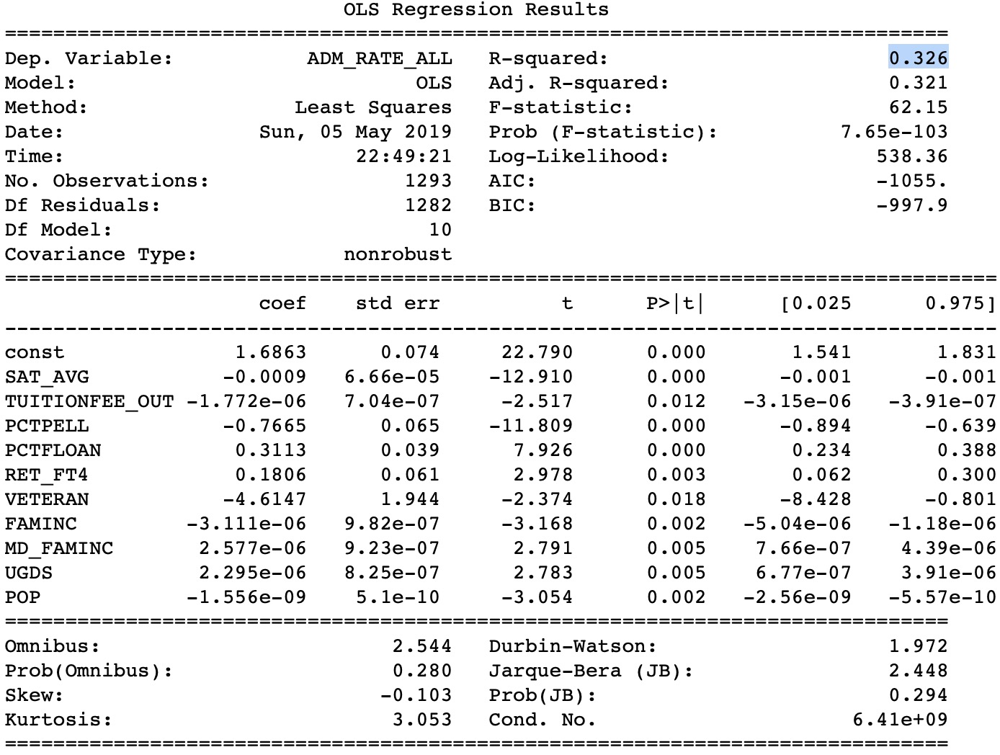 OLS Regression Results
==============================================================================
Dep. Variable: ADM_RATE_ALL R-squared: 0.326
Model: OLS Adj. R-squared: 0.321
Method: Least Squares F-statistic: 62.15
Date: Sun, 05 May 2019 Prob (F-statistic): 7.65e-103
Time: 22:49:21 Log-Likelihood: 538.36
No. Observations: 1293 AIC: -1055.
Df Residuals: 1282 BIC: -997.9
Df Model: 10
Covariance Type: nonrobust
==================================================================================
coef std err t P>|t| [0.025 0.975]
----------------------------------------------------------------------------------
const 1.6863 0.074 22.790 0.000 1.541 1.831
SAT_AVG -0.0009 6.66e-05 -12.910 0.000 -0.001 -0.001
TUITIONFEE_OUT -1.772e-06 7.04e-07 -2.517 0.012 -3.15e-06 -3.91e-07
PCTPELL -0.7665 0.065 -11.809 0.000 -0.894 -0.639
PCTFLOAN 0.3113 0.039 7.926 0.000 0.234 0.388
RET_FT4 0.1806 0.061 2.978 0.003 0.062 0.300
VETERAN -4.6147 1.944 -2.374 0.018 -8.428 -0.801
FAMINC -3.111e-06 9.82e-07 -3.168 0.002 -5.04e-06 -1.18e-06
MD_FAMINC 2.577e-06 9.23e-07 2.791 0.005 7.66e-07 4.39e-06
UGDS 2.295e-06 8.25e-07 2.783 0.005 6.77e-07 3.91e-06
POP -1.556e-09 5.1e-10 -3.054 0.002 -2.56e-09 -5.57e-10
==============================================================================
Omnibus: 2.544 Durbin-Watson: 1.972
Prob(Omnibus): 0.280 Jarque-Bera (JB): 2.448
Skew: -0.103 Prob(JB): 0.294
Kurtosis: 3.053 Cond. No. 6.41e+09
==============================================================================